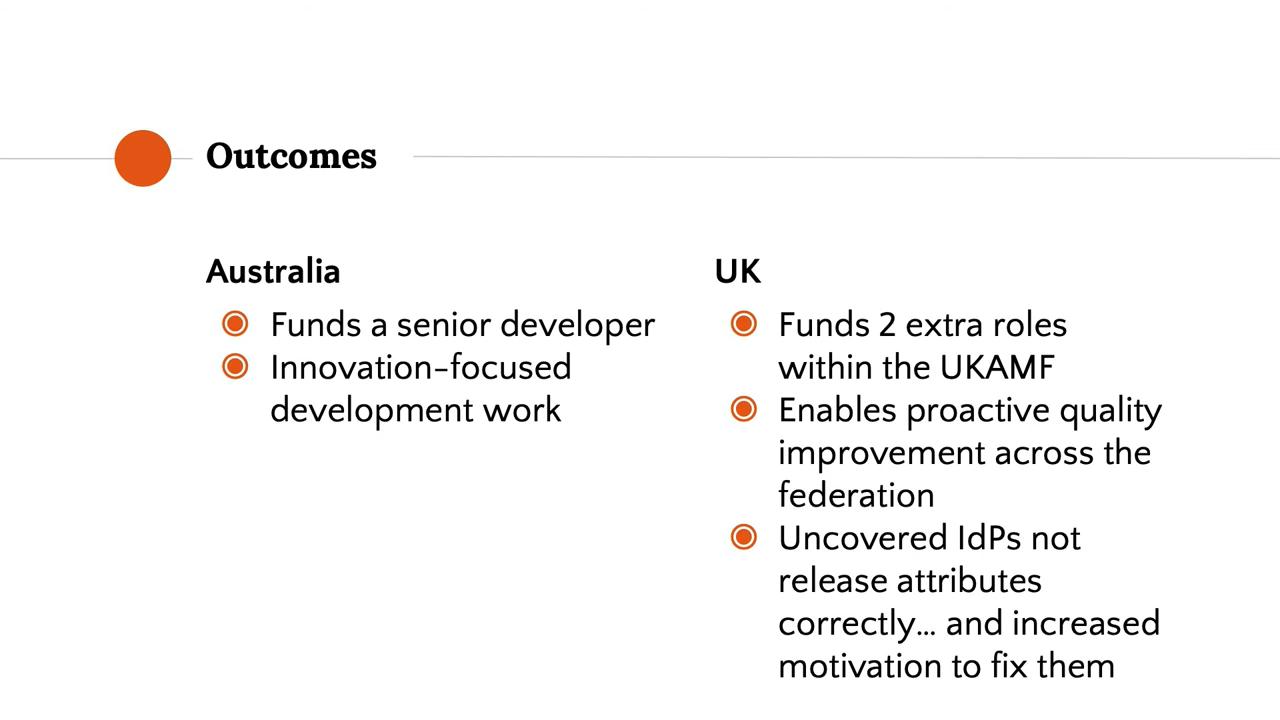 Outcomes
Australia
Funds a senior developer
Innovation-focused
development work
UK
Funds 2 extra roles
within the UKAMF
Enables proactive quality
improvement across the
federation
Uncovered IdPs not
release attributes
correctly... and increased
motivation to fix them